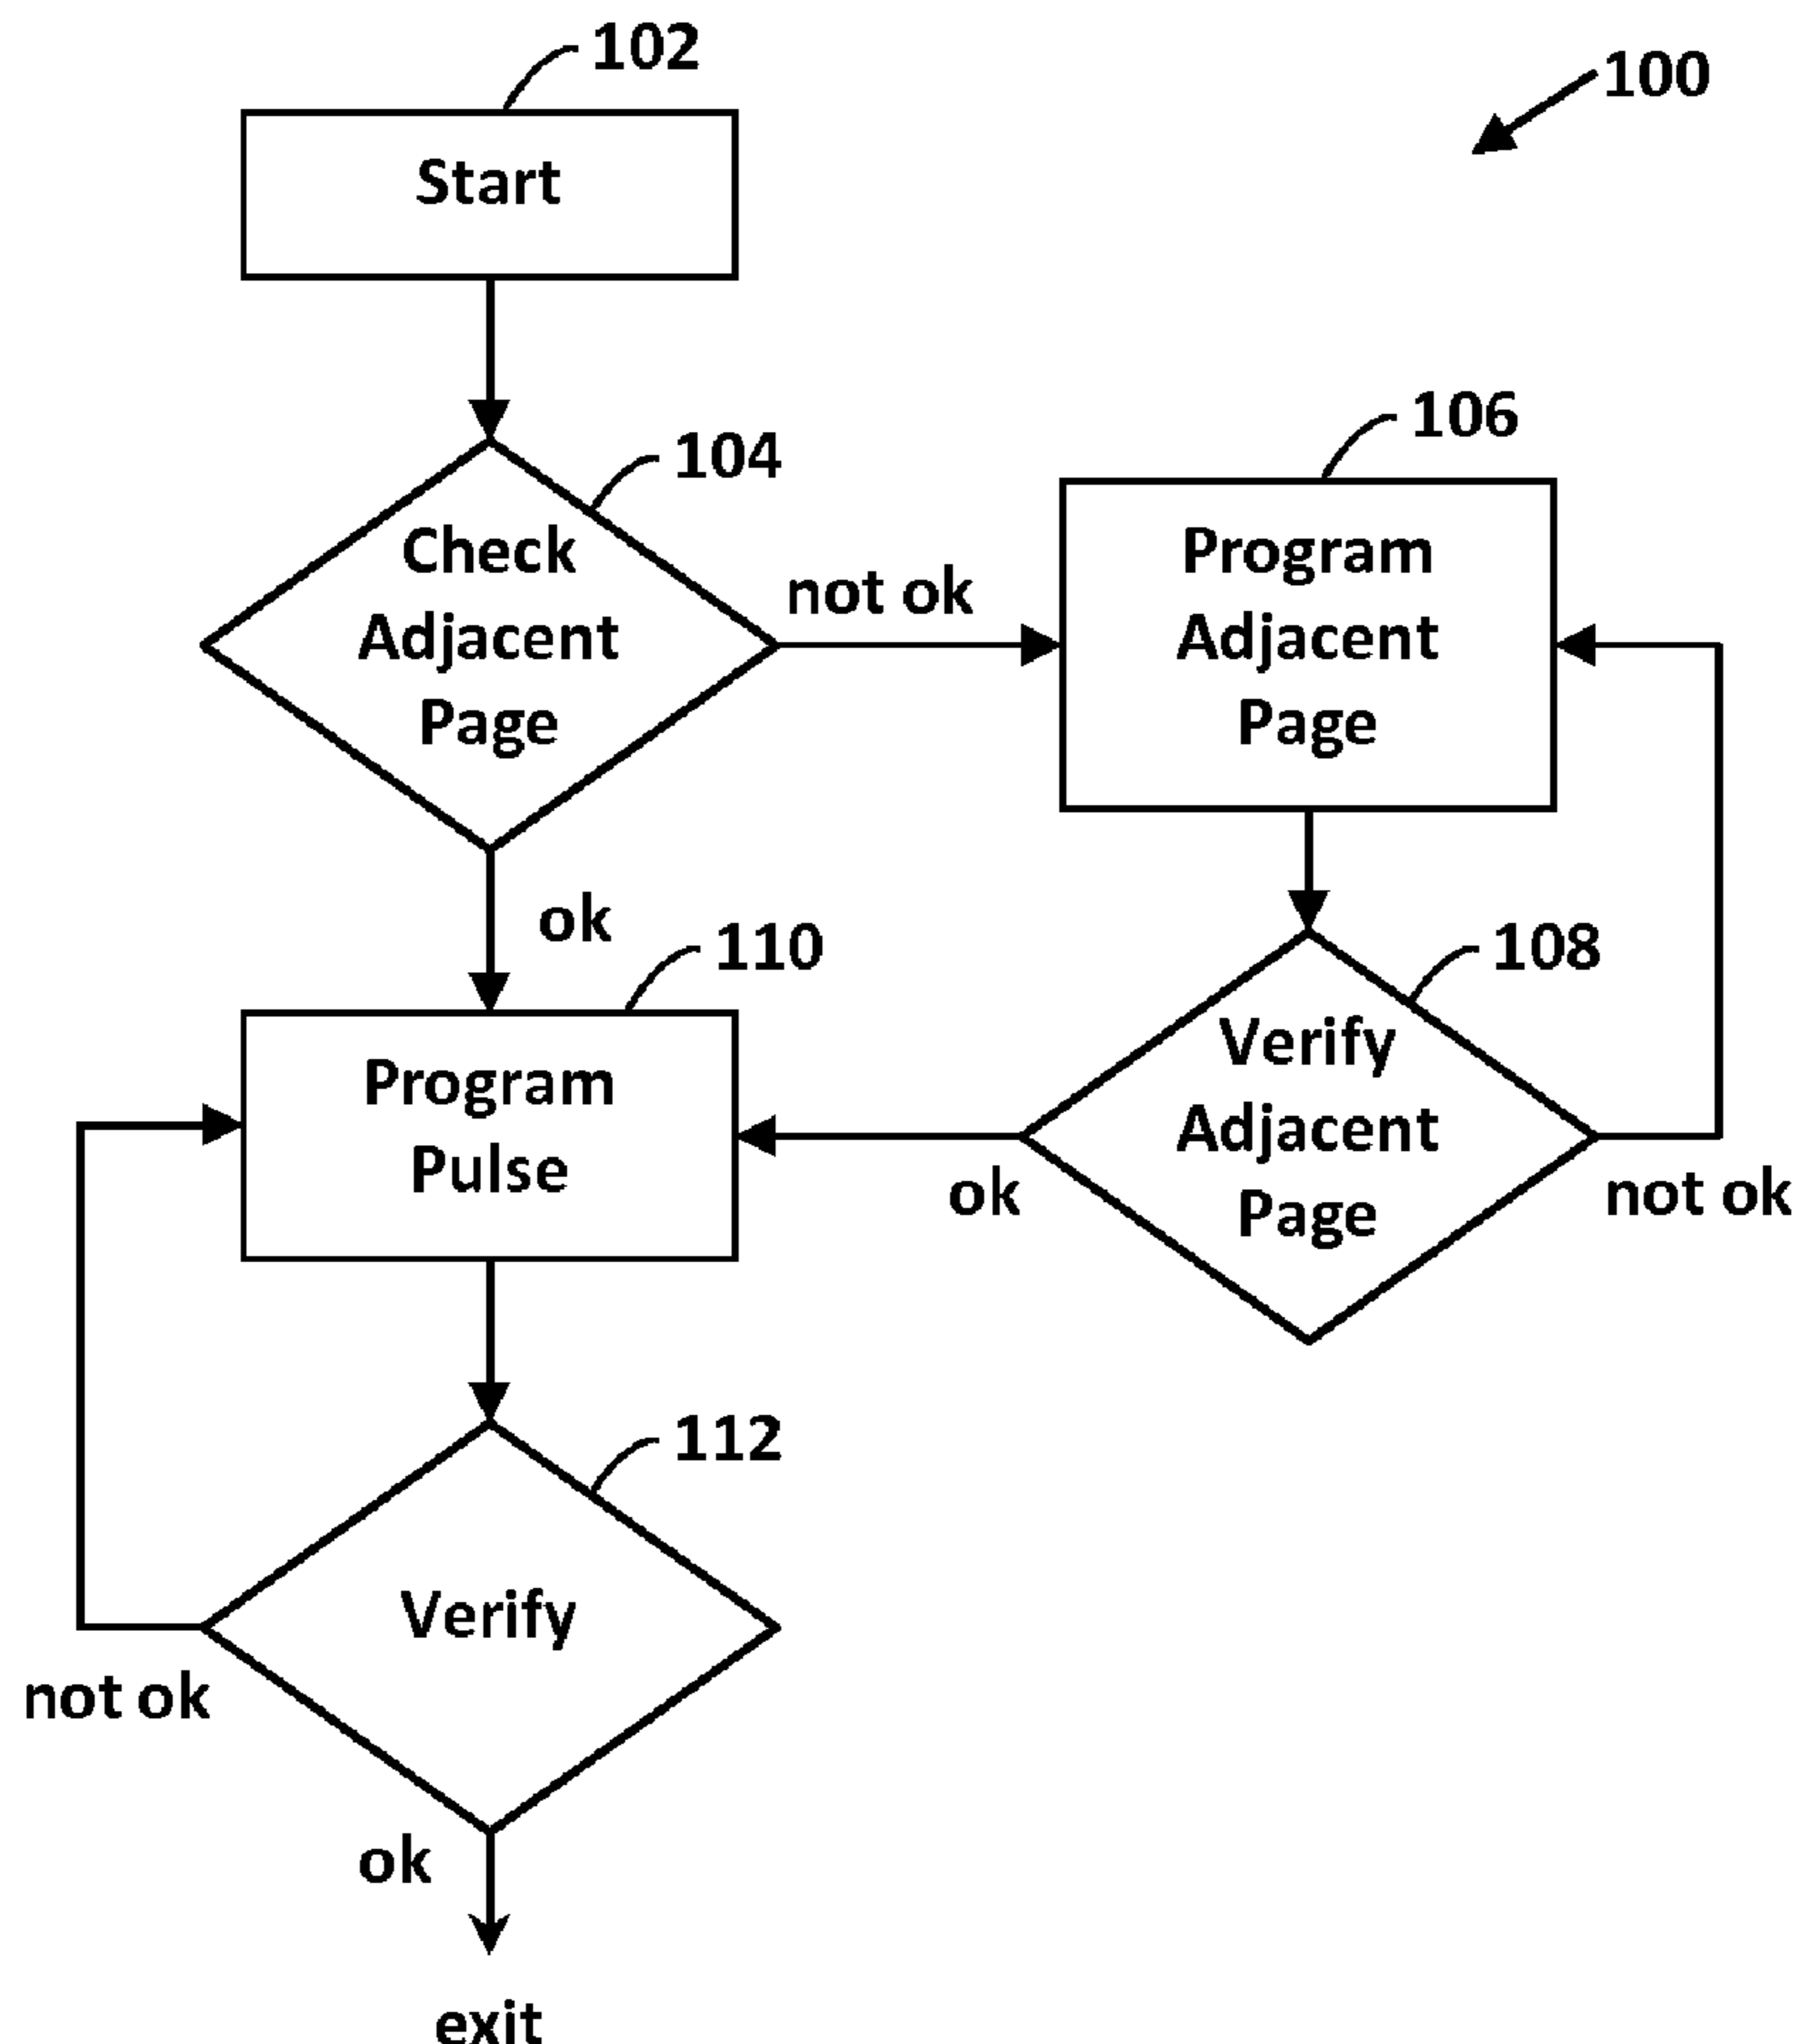 102
100
Start
104
106
Check
Adjacent
Page
not ok
Program
Adjacent
Page
ok
110
108
Program
Pulse
Verify
Adjacent
Page
ok
not ok
112
Verify
not ok
ok
exit